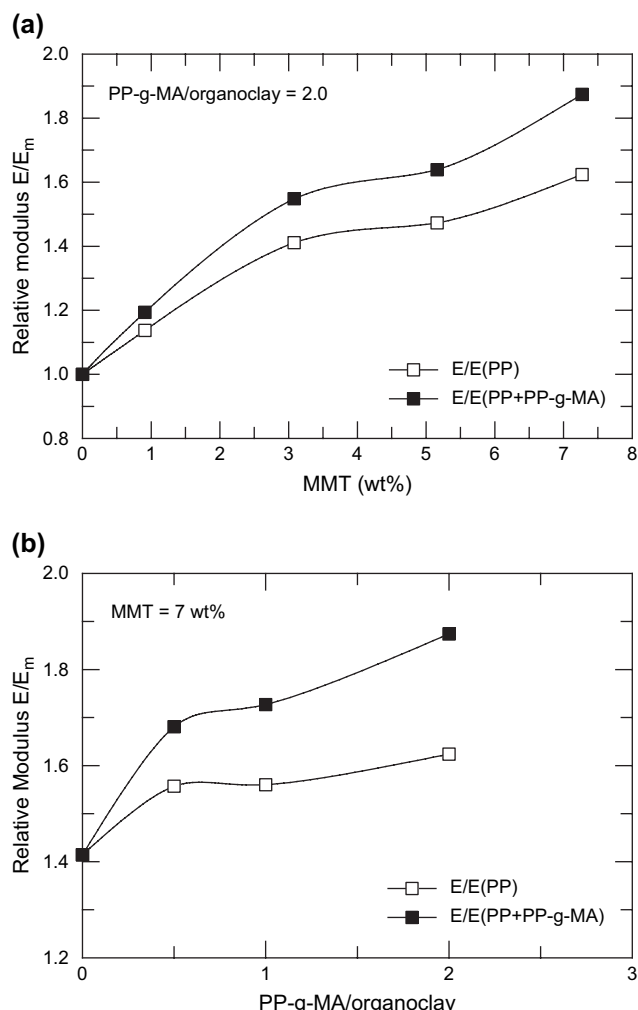 (a)
2.0
PP-g-MA/organoclay = 2.0
1.8
1.6
1.4
1.2
1.0
0.8
Relative modulus E/Em
E/E(PP)
E/E(PP+PP-g-MA)
0 1 2 3 4 5 6 7 8
MMT (wt%)
(b)
2.0
MMT = 7 wt%
1.8
1.6
1.4
1.2
Relative Modulus E/Em
E/E(PP)
E/E(PP+PP-g-MA)
0 1 2 3
PP-g-MA/organoclay